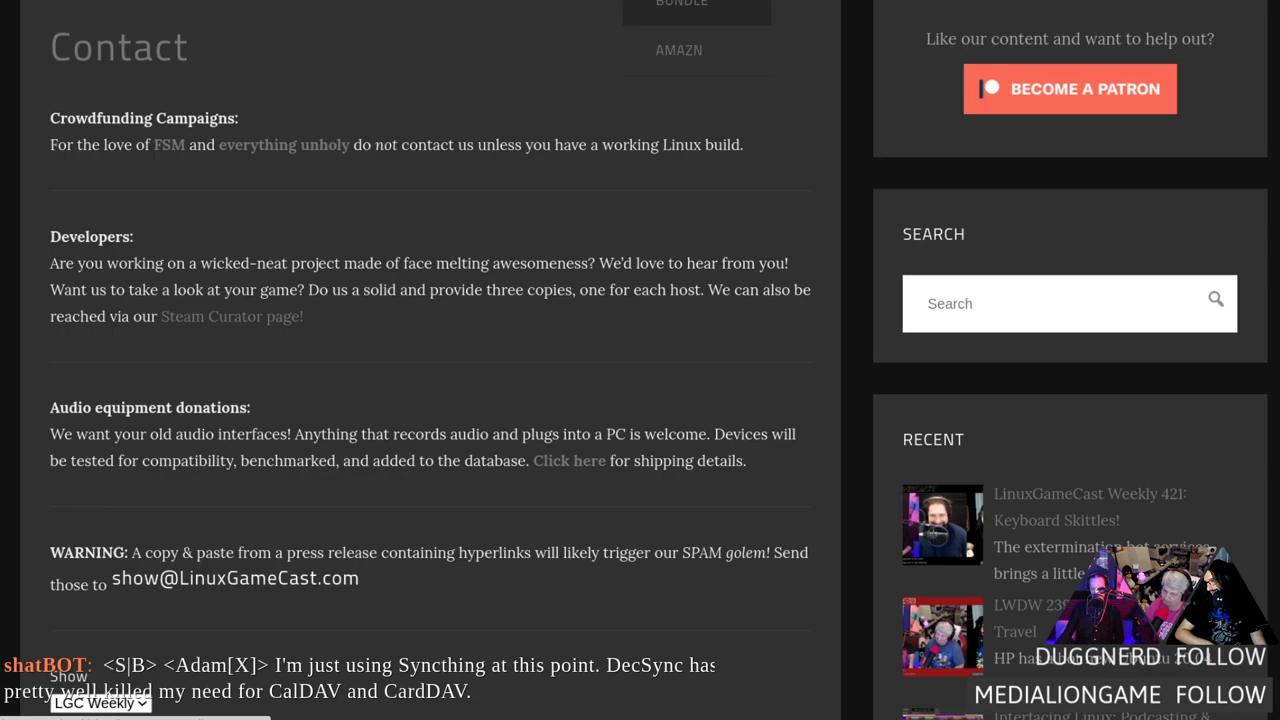 BUNDLE
AMAZN
Contact
Crowdfunding Campaigns:
For the love of FSM and everything unholy do not contact us unless you have a working Linux build.
Developers:
Are you working on a wicked-neat project made of face melting awesomeness? We’d love to hear from you!
Want us to take a look at your game? Do us a solid and provide three copies, one for each host. We can also be
reached via our Steam Curator page!
Audio equipment donations:
We want your old audio interfaces! Anything that records audio and plugs into a PC is welcome. Devices will
be tested for compatibility, benchmarked, and added to the database. Click here for shipping details.
WARNING: A copy & paste from a press release containing hyperlinks will likely trigger our SPAM golem! Send
those to show@LinuxGameCast.com
Show
LGC Weekly
shatBOT: <S|B> <Adam[X]> I'm just using Syncthing at this point. DecSync has
pretty well killed my need for CalDAV and CardDAV.
Like our content and want to help out?
BECOME A PATRON
SEARCH
Search
RECENT
LinuxGameCast Weekly 421:
Keyboard Skittles!
The extermination bot services
brings a little
LWDW 239
Travel
HP has a
Interfacing Linux: Podcasting &
DUGGNERD FOLLOW
MEDIALIONGAME FOLLOW